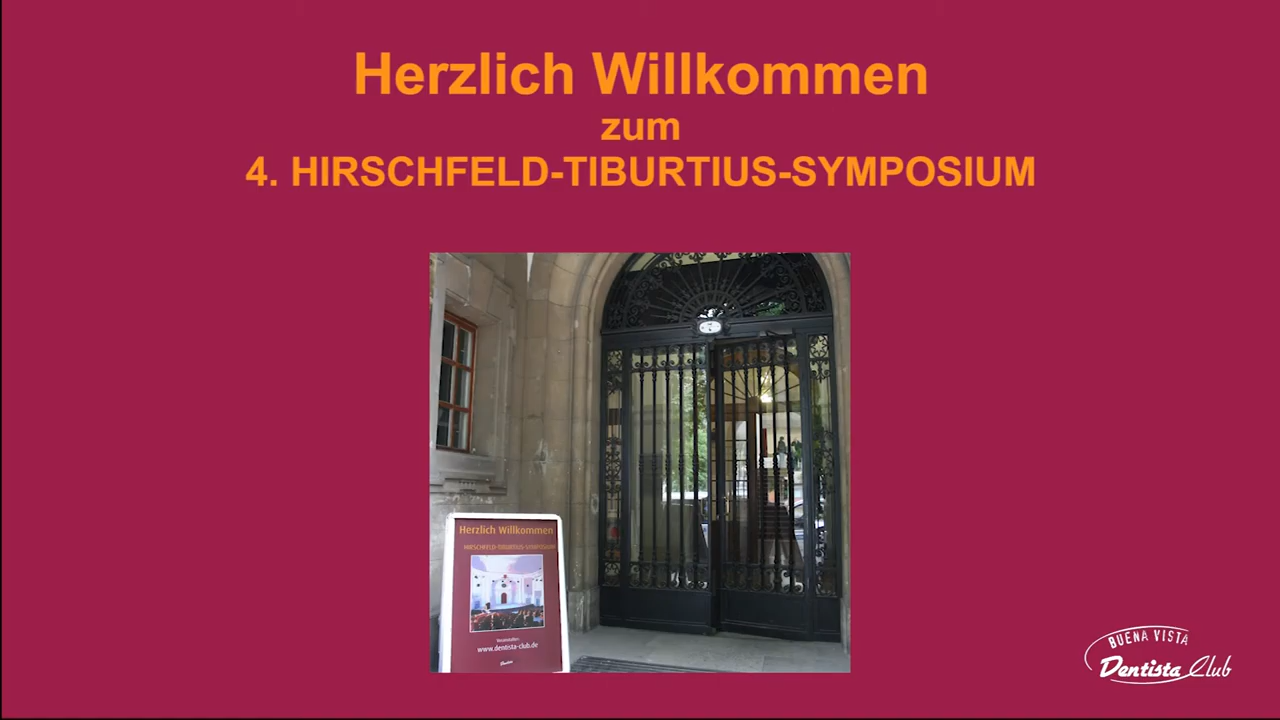 Herzlich Willkommen
zum
4. HIRSCHFELD-TIBURTIUS-SYMPOSIUM
Herzlich Willkommen
HIRSCHFELD-TIBURTIUS-SYMPOSIUM
www.dentista-club.de
Dentista
BUENA VISTA
Dentista Club